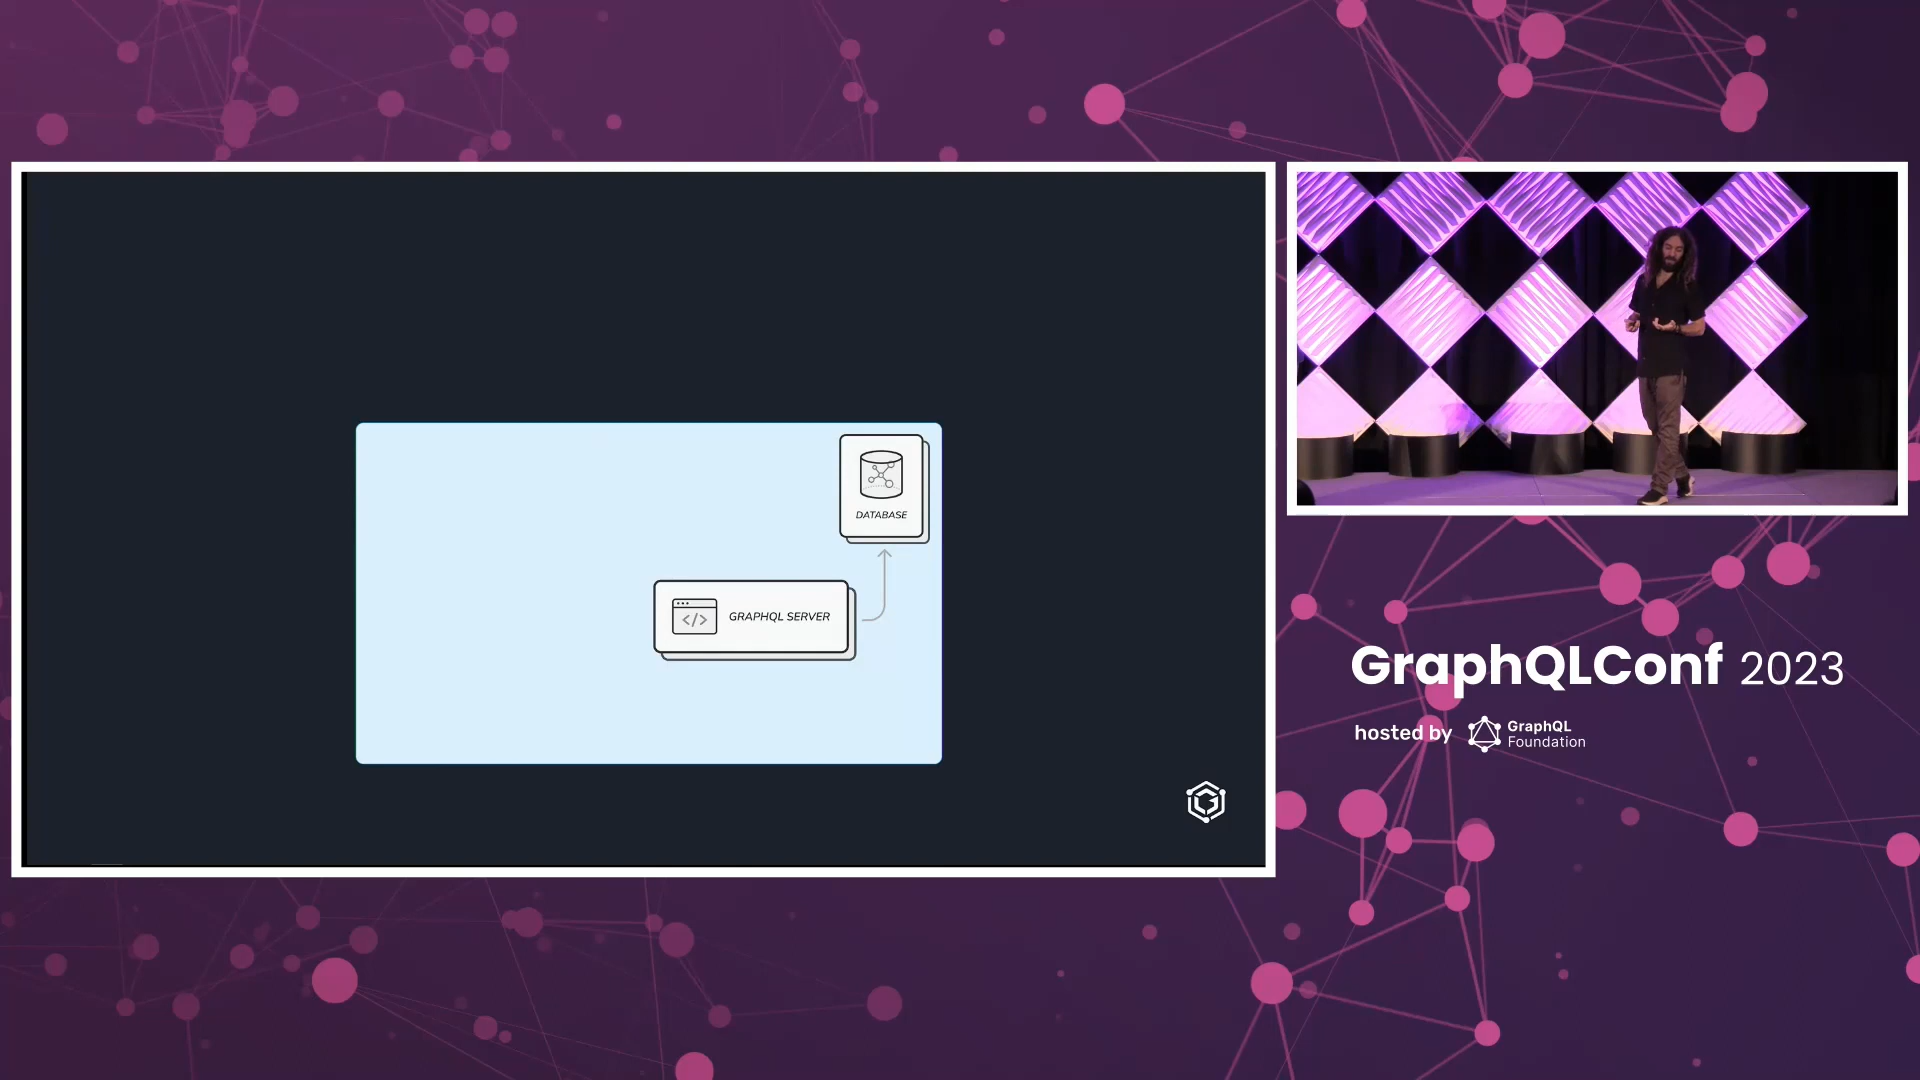 DATABASE
GRAPHQL SERVER
</>
GraphQLConf 2023
hosted by GraphQL
Foundation